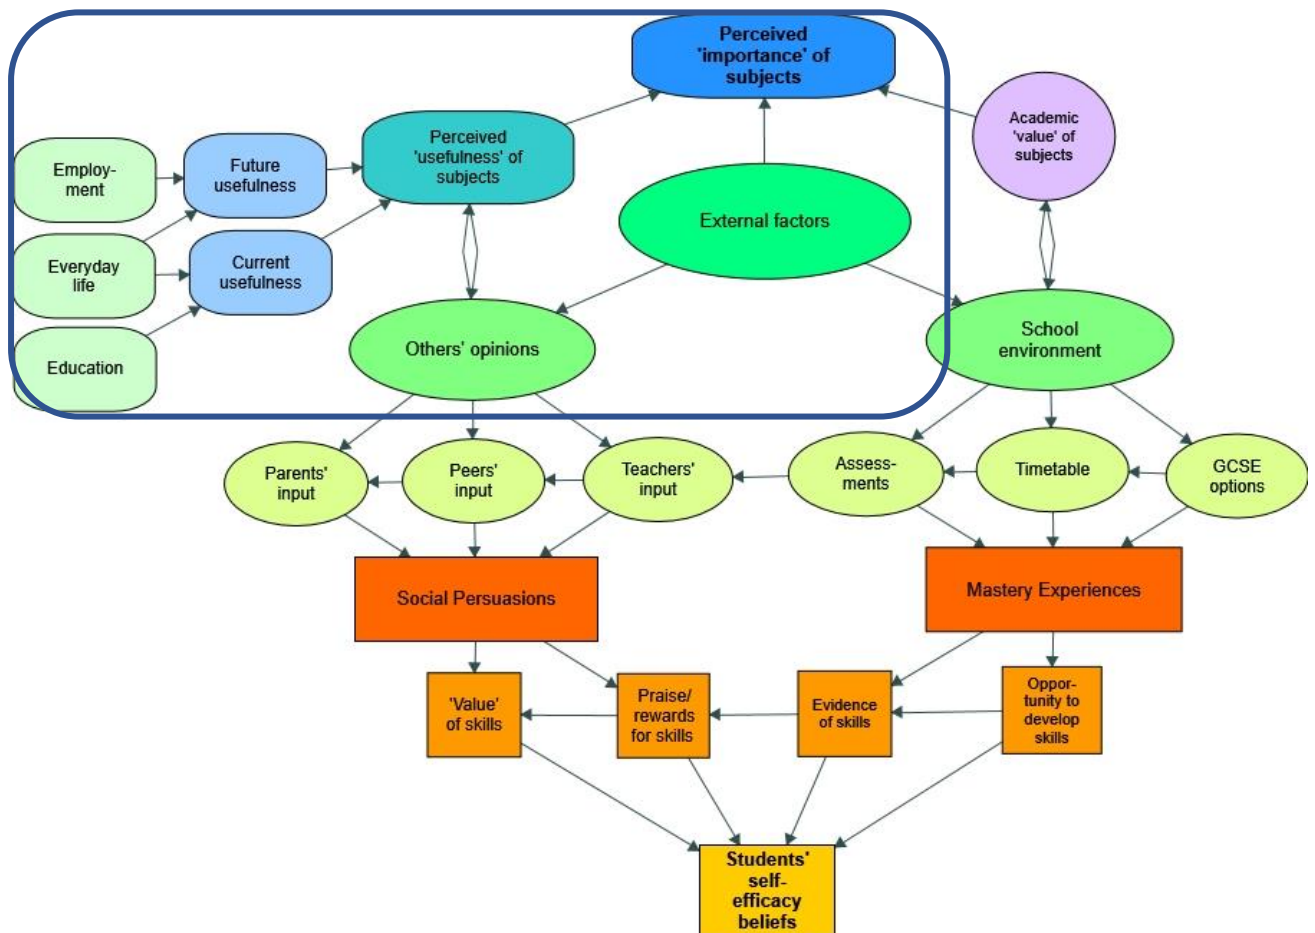 Perceived
'importance' of
subjects
Academic
'value' of
subjects
Perceived
'usefulness' of
subjects
Employ-
ment
Future
usefulness
External factors
Everyday
life
Current
usefulness
Others' opinions
School
environment
Education
Parents'
input
Peers'
input
Teachers'
input
Assess-
ments
Timetable
GCSE
options
Social Persuasions
Mastery Experiences
'Value'
of skills
Praise/
rewards
for skills
Evidence
of skills
Oppor-
tunity to
develop
skills
Students'
self-
efficacy
beliefs